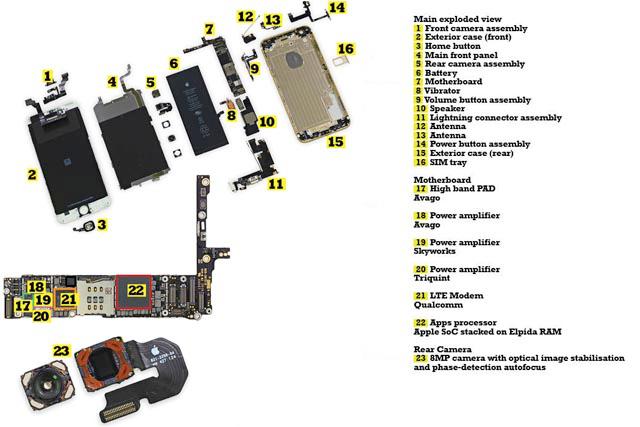 Main exploded view
1 Front camera assembly
2 Exterior case (front)
3 Home button
4 Main front panel
5 Rear camera assembly
6 Battery
7 Motherboard
8 Vibrator
9 Volume button assembly
10 Speaker
11 Lightning connector assembly
12 Antenna
13 Antenna
14 Power button assembly
15 Exterior case (rear)
16 SIM tray
Motherboard
17 High band PAD
Avago
18 Power amplifier
Avago
19 Power amplifier
Skyworks
20 Power amplifier
Triquint
21 LTE Modem
Qualcomm
22 Apps processor
Apple SoC stacked on Elpida RAM
Rear Camera
23 8MP camera with optical image stabilisation
and phase-detection autofocus
1
2
3
4
5
6
7
8
9
10
11
12
13
14
15
16
17
18
19
20
21
22
23